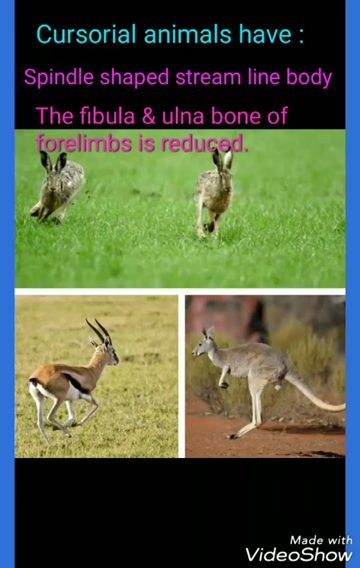 Cursorial animals have :
Spindle shaped stream line body
The fibula & ulna bone of
forelimbs is reduced.
Made with
VideoShow